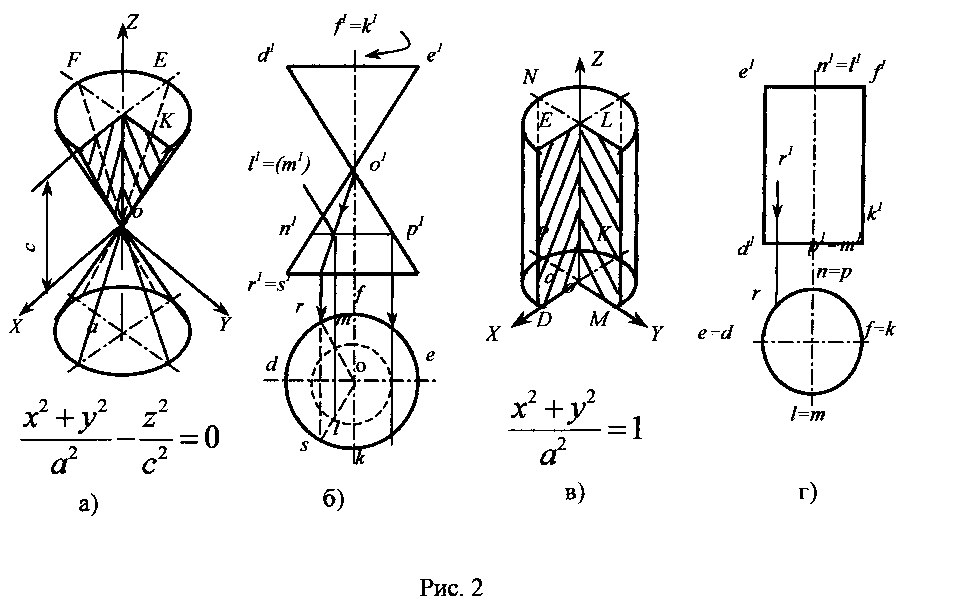 Z
F
E
K
o
c
X
Y
a
x² + y²
a²
− z²
c²
= 0
а)
f¹=k¹
d¹
e¹
l¹=(m¹)
o¹
n¹
p¹
r¹=s¹
f
r
m
d
o
e
s
l
k
б)
Z
N
E
L
K
a
X
D
M
Y
x² + y²
a²
= 1
в)
n¹=l¹
e¹
f¹
r¹
k¹
d¹
p¹=m¹
n=p
r
e=d
f=k
l=m
г)
Рис. 2